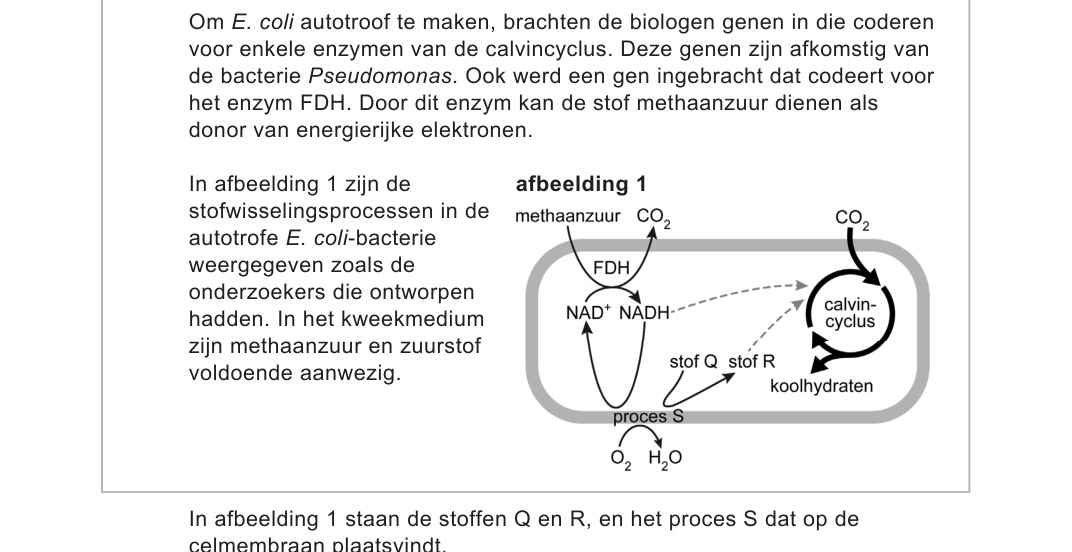 Om E. coli autotroof te maken, brachten de biologen genen in die coderen
voor enkele enzymen van de calvincyclus. Deze genen zijn afkomstig van
de bacterie Pseudomonas. Ook werd een gen ingebracht dat codeert voor
het enzym FDH. Door dit enzym kan de stof methaanzuur dienen als
donor van energierijke elektronen.
In afbeelding 1 zijn de
stofwisselingsprocessen in de
autotrofe E. coli-bacterie
weergegeven zoals de
onderzoekers die ontworpen
hadden. In het kweekmedium
zijn methaanzuur en zuurstof
voldoende aanwezig.
afbeelding 1
methaanzuur CO2
CO2
FDH
NAD+ NADH
calvin-
cyclus
stof Q stof R
koolhydraten
proces S
O2 H2O
In afbeelding 1 staan de stoffen Q en R, en het proces S dat op de
celmembraan plaatsvindt.